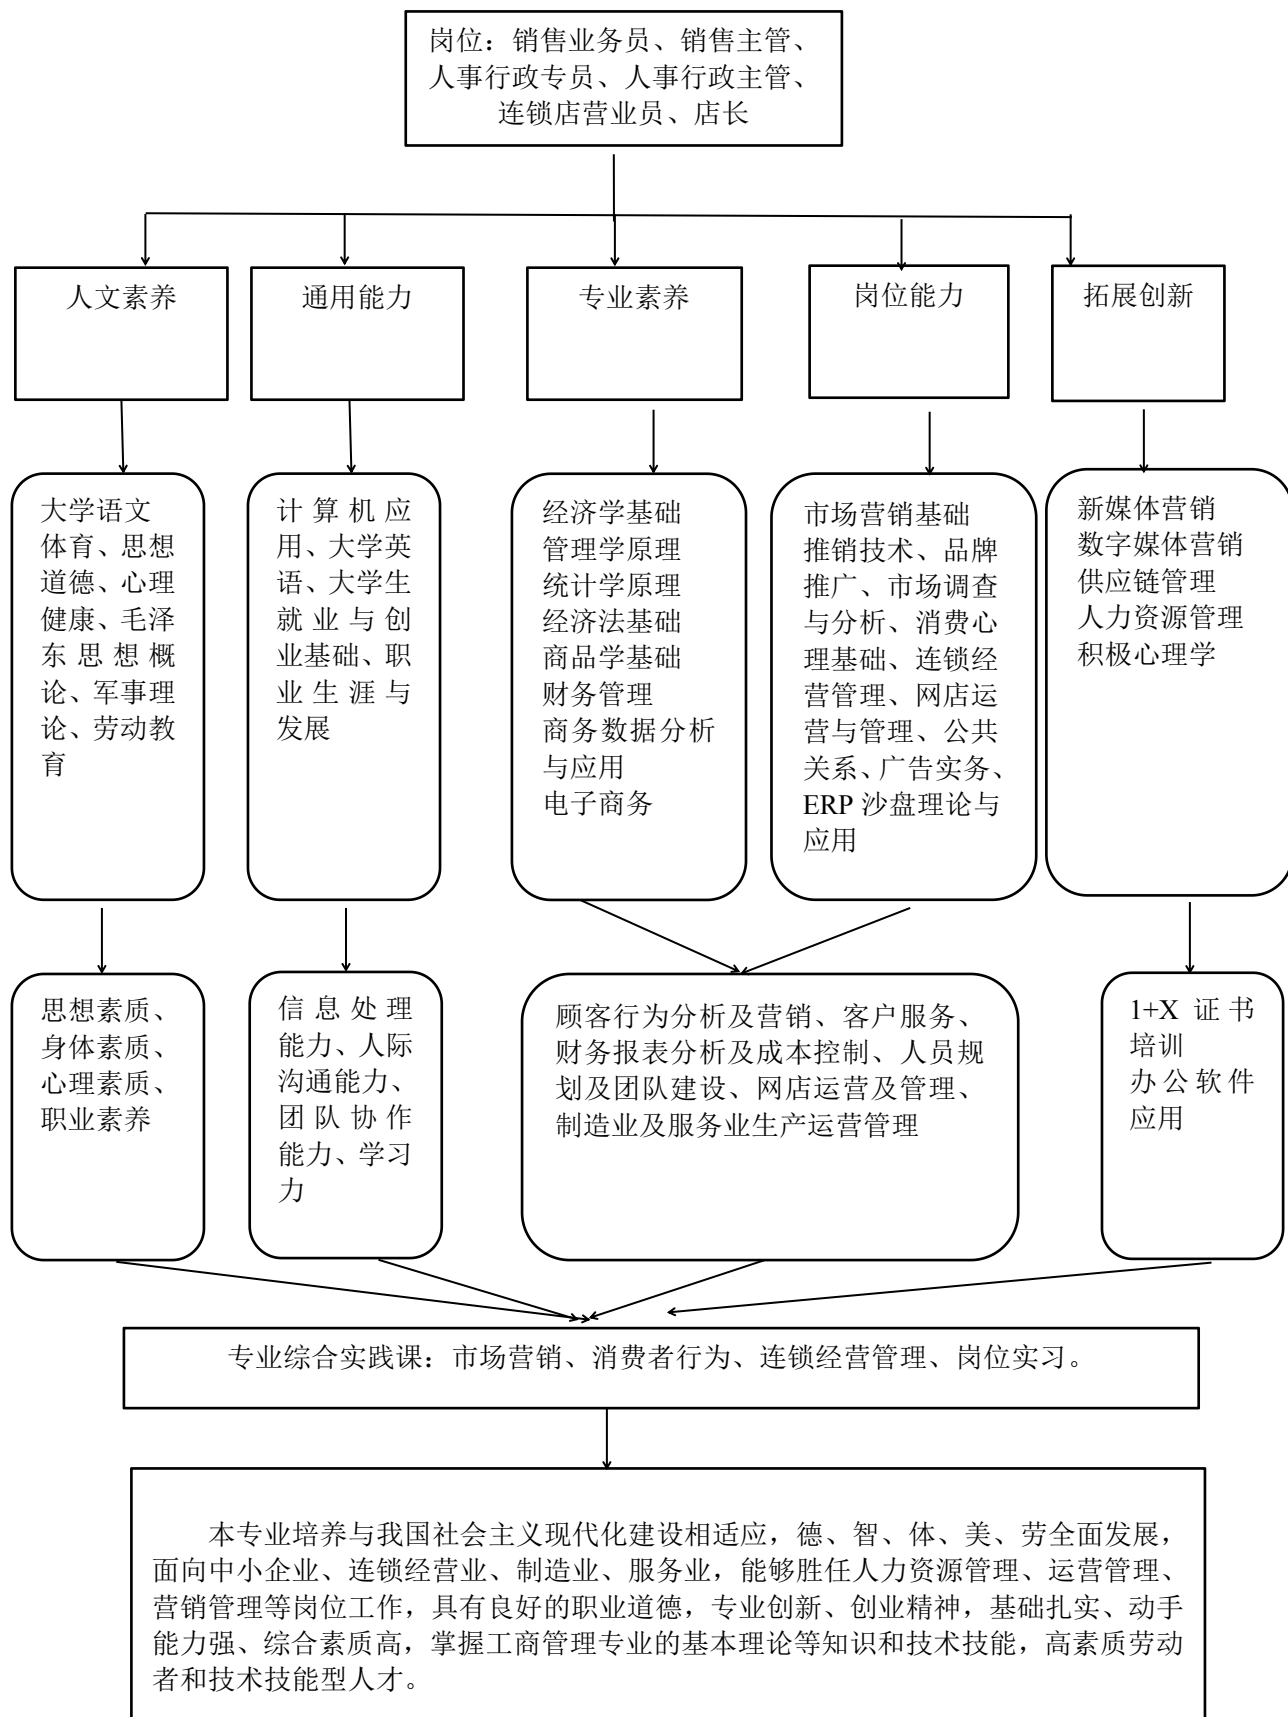 岗位：销售业务员、销售主管、
人事行政专员、人事行政主管、
连锁店营业员、店长
人文素养
通用能力
专业素养
岗位能力
拓展创新
大学语文
体育、思想
道德、心理
健康、毛泽
东思想概
论、军事理
论、劳动教
育
计算机应
用、大学英
语、大学生
就业与创
业基础、职
业生涯与
发展
经济学基础
管理学原理
统计学原理
经济法基础
商品学基础
财务管理
商务数据分析
与应用
电子商务
市场营销基础
推销技术、品牌
推广、市场调查
与分析、消费心
理基础、连锁经
营管理、网店运
营与管理、公共
关系、广告实务、
ERP 沙盘理论与
应用
新媒体营销
数字媒体营销
供应链管理
人力资源管理
积极心理学
思想素质、
身体素质、
心理素质、
职业素养
信息处理
能力、人际
沟通能力、
团队协作
能力、学习
力
顾客行为分析及营销、客户服务、
财务报表分析及成本控制、人员规
划及团队建设、网店运营及管理、
制造业及服务业生产运营管理
1+X 证书
培训
办公软件
应用
专业综合实践课：市场营销、消费者行为、连锁经营管理、岗位实习。
本专业培养与我国社会主义现代化建设相适应，德、智、体、美、劳全面发展，
面向中小企业、连锁经营业、制造业、服务业，能够胜任人力资源管理、运营管理、
营销管理等岗位工作，具有良好的职业道德，专业创新、创业精神，基础扎实、动手
能力强、综合素质高，掌握工商管理专业的基本理论等知识和技术技能，高素质劳动
者和技术技能型人才。